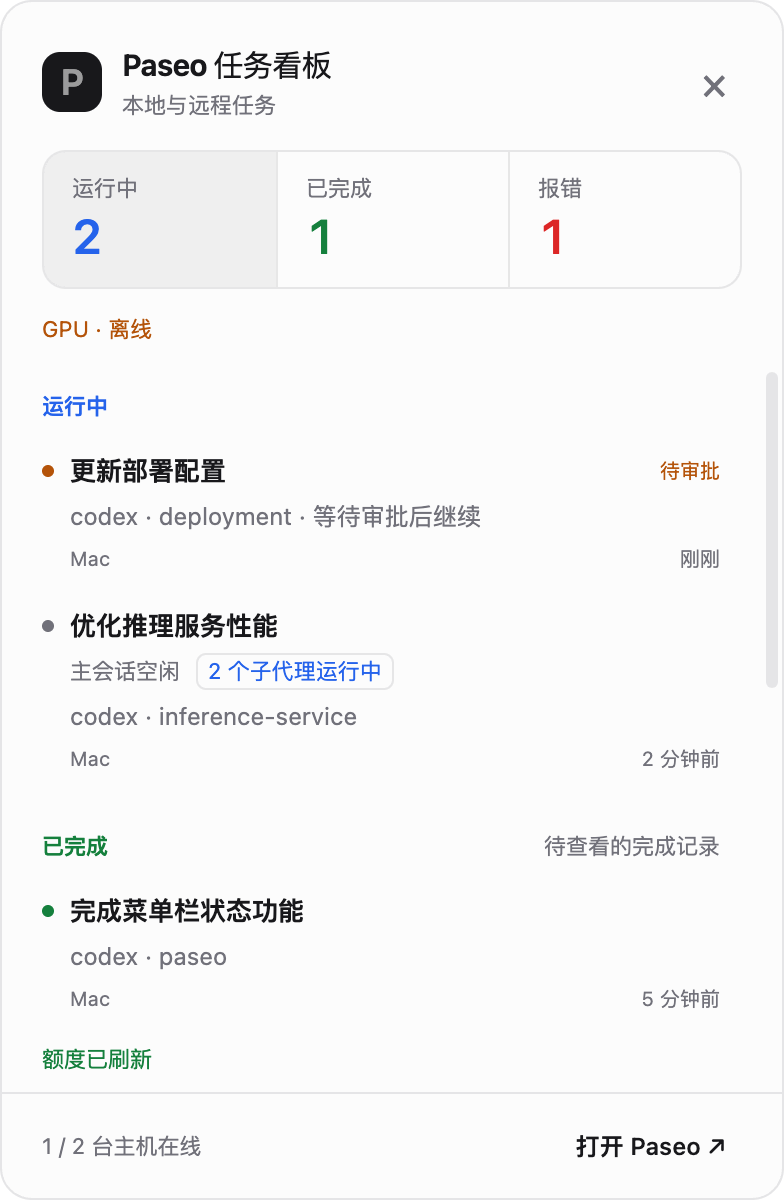 P
Paseo 任务看板
本地与远程任务
运行中
2
已完成
1
报错
1
GPU · 离线
运行中
更新部署配置
待审批
codex · deployment · 等待审批后继续
Mac
刚刚
优化推理服务性能
主会话空闲
2 个子代理运行中
codex · inference-service
Mac
2 分钟前
已完成
待查看的完成记录
完成菜单栏状态功能
codex · paseo
Mac
5 分钟前
额度已刷新
1 / 2 台主机在线
打开 Paseo ↗